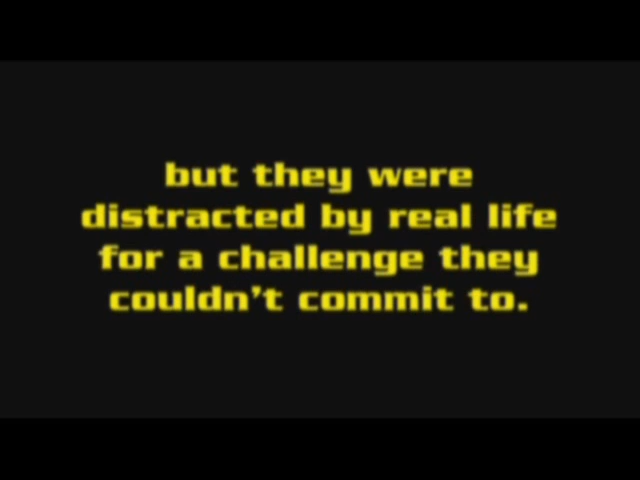 but they were
distracted by real life
for a challenge they
couldn't commit to.